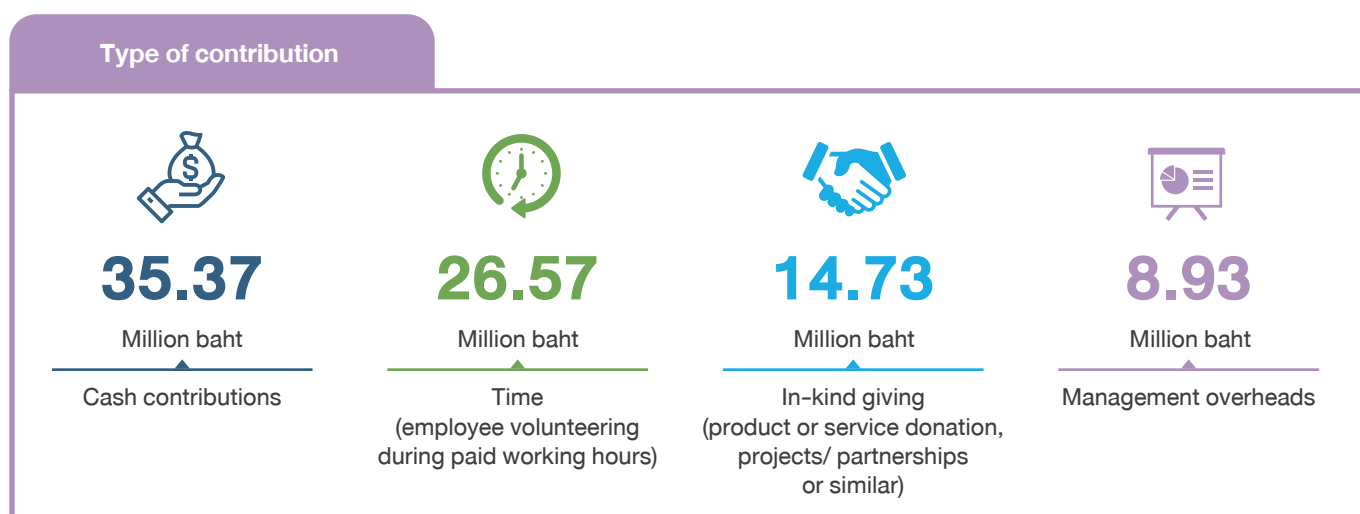 Type of contribution
$
35.37
Million baht
Cash contributions
26.57
Million baht
Time
(employee volunteering
during paid working hours)
14.73
Million baht
In-kind giving
(product or service donation,
projects/ partnerships
or similar)
8.93
Million baht
Management overheads